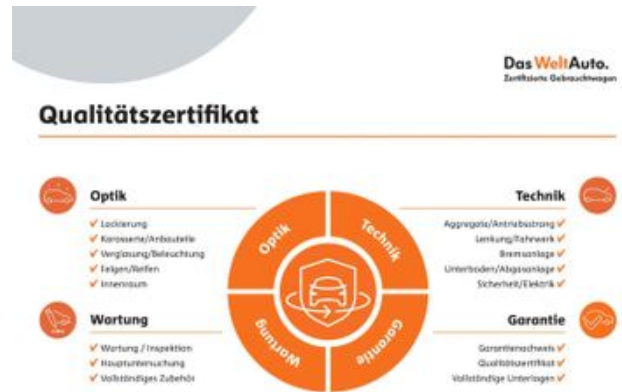 Das WeltAuto.
Zertifizierte Gebrauchtwagen
Qualitätszertifikat
Optik
Lackierung
Karosserie/Anbauteile
Verglasung/Beleuchtung
Felgen/Reifen
Innenraum
Wartung
Wartung / Inspektion
Hauptuntersuchung
Vollständiges Zubehör
Optik
Technik
Wartung
Garantie
Technik
Aggregate/Antriebsstrang
Lenkung/Fahrwerk
Bremsanlage
Unterboden/Abgasanlage
Sicherheit/Elektrik
Garantie
Garantienachweis
Qualitätszertifikat
Vollständige Unterlagen